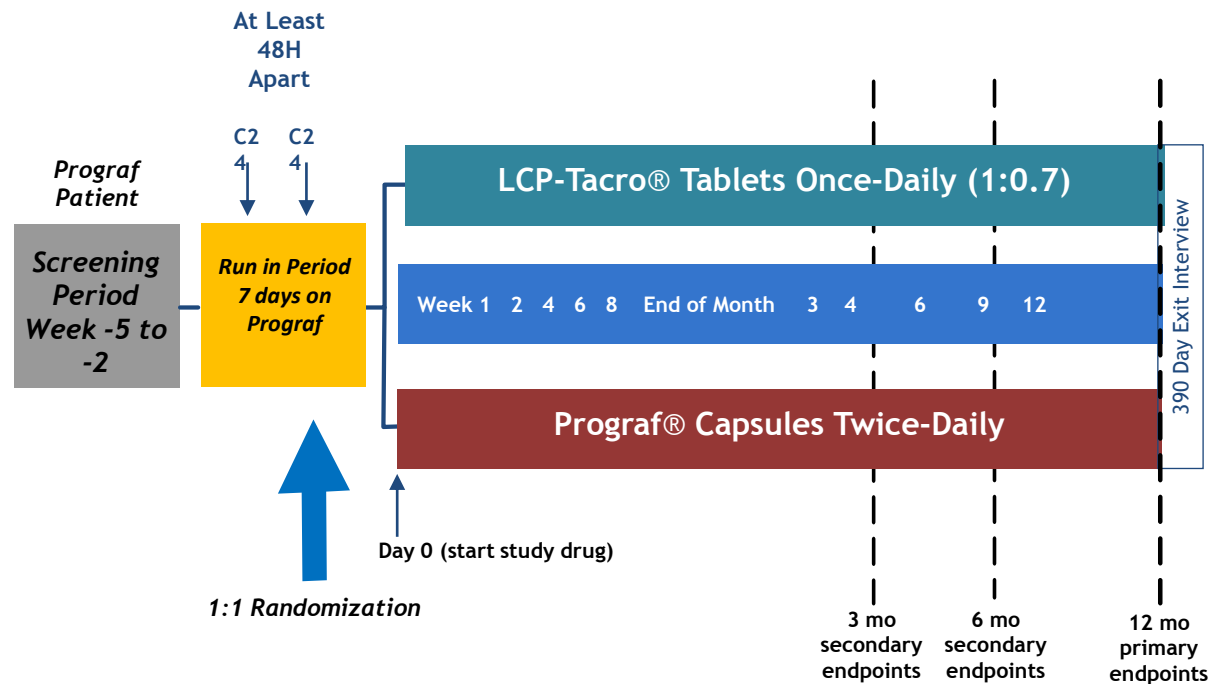 At Least
48H
Apart
C2
4
C2
4
Prograf
Patient
Screening
Period
Week -5 to
-2
Run in Period
7 days on
Prograf
LCP-Tacro® Tablets Once-Daily (1:0.7)
Week 1 2 4 6 8 End of Month 3 4 6 9 12
Prograf® Capsules Twice-Daily
390 Day Exit Interview
Day 0 (start study drug)
1:1 Randomization
3 mo
secondary
endpoints
6 mo
secondary
endpoints
12 mo
primary
endpoints